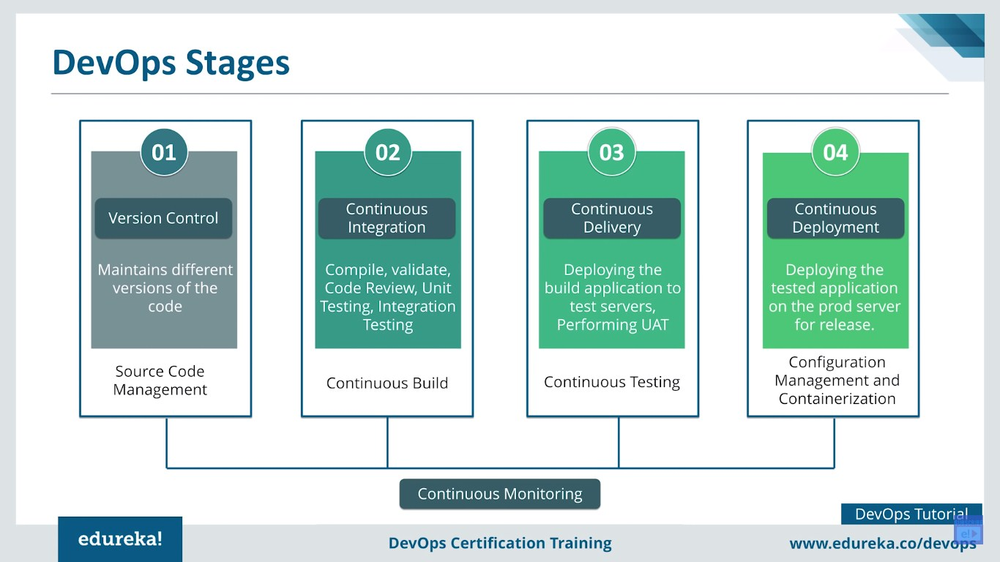 DevOps Stages
01
Version Control
Maintains different
versions of the
code
Source Code
Management
02
Continuous
Integration
Compile, validate,
Code Review, Unit
Testing, Integration
Testing
Continuous Build
03
Continuous
Delivery
Deploying the
build application to
test servers,
Performing UAT
Continuous Testing
04
Continuous
Deployment
Deploying the
tested application
on the prod server
for release.
Configuration
Management and
Containerization
Continuous Monitoring
DevOps Tutorial
edureka!
DevOps Certification Training
www.edureka.co/devops
e!